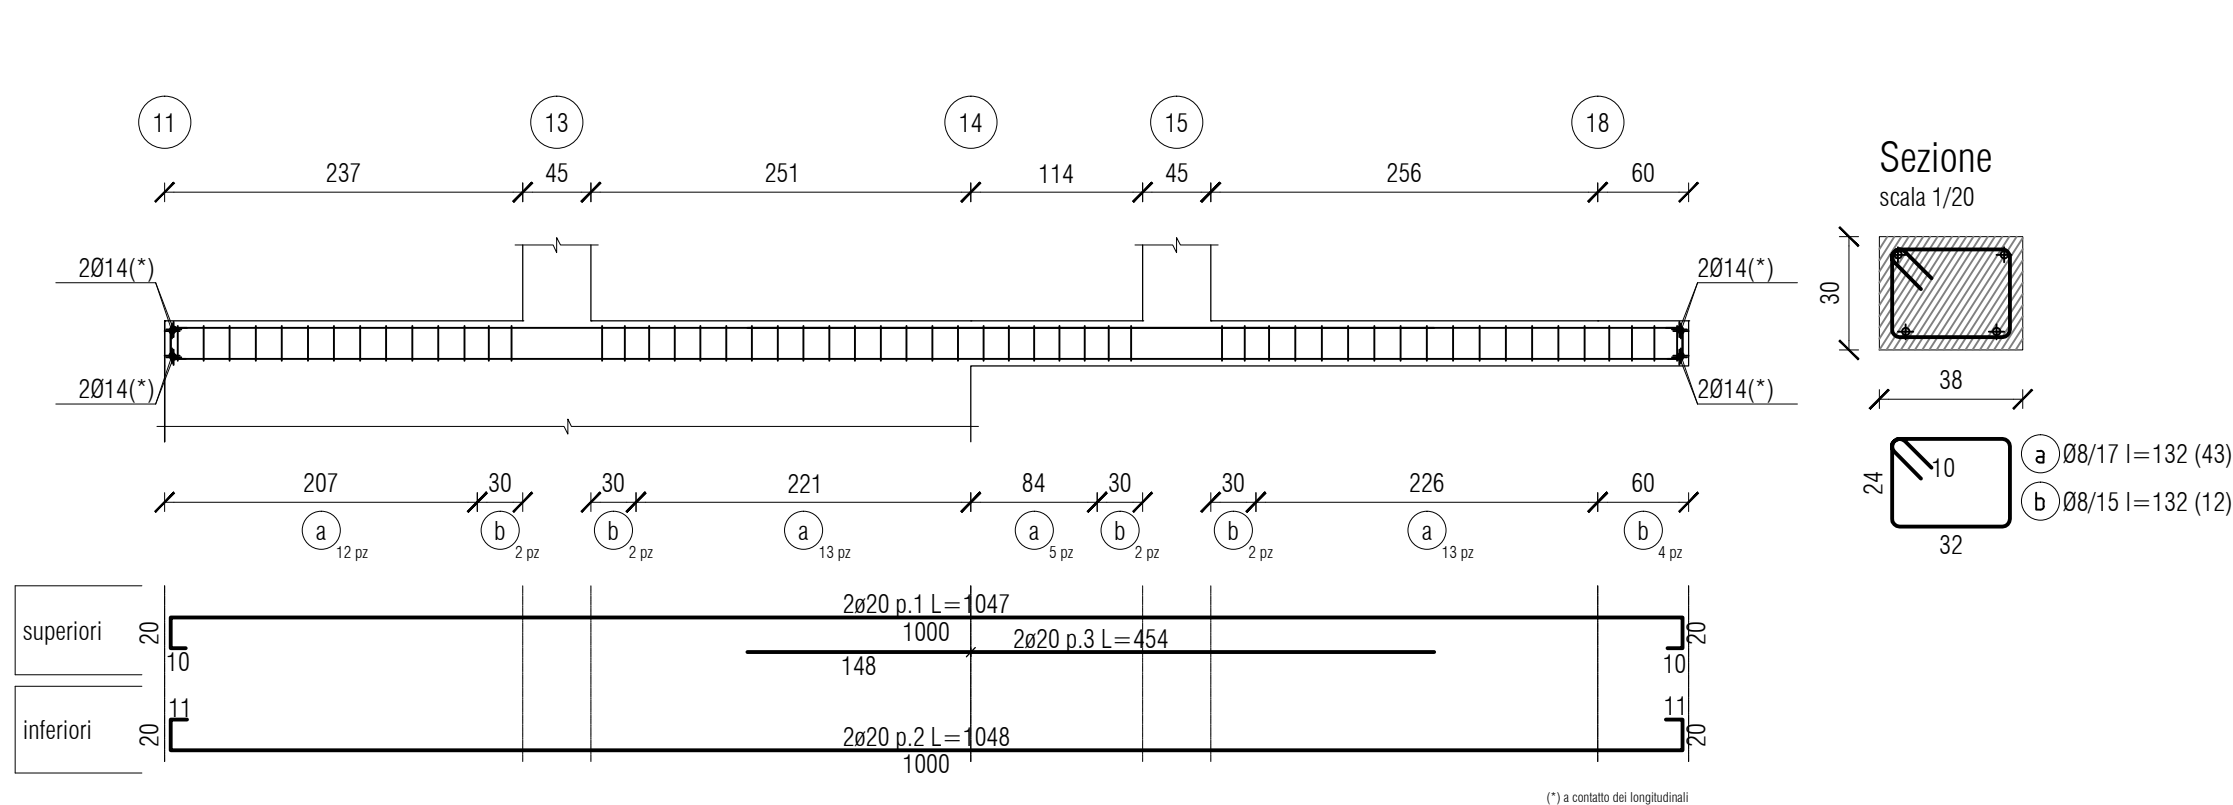 11 13 14 15 18
237 45 251 114 45 256 60
Sezione
scala 1/20
2Ø14(*) 2Ø14(*)
30
2Ø14(*) 2Ø14(*)
38
a Ø8/17 l=132 (43)
24 10
b Ø8/15 l=132 (12)
32
207 30 30 221 84 30 30 226 60
a 12 pz b 2 pz b 2 pz a 13 pz a 5 pz b 2 pz b 2 pz a 13 pz b 4 pz
superiori
2ø20 p.1 L=1047
20 1000 20
2ø20 p.3 L=454
10 148 10
inferiori
11 11
20 2ø20 p.2 L=1048 20
1000
(*) a contatto dei longitudinali